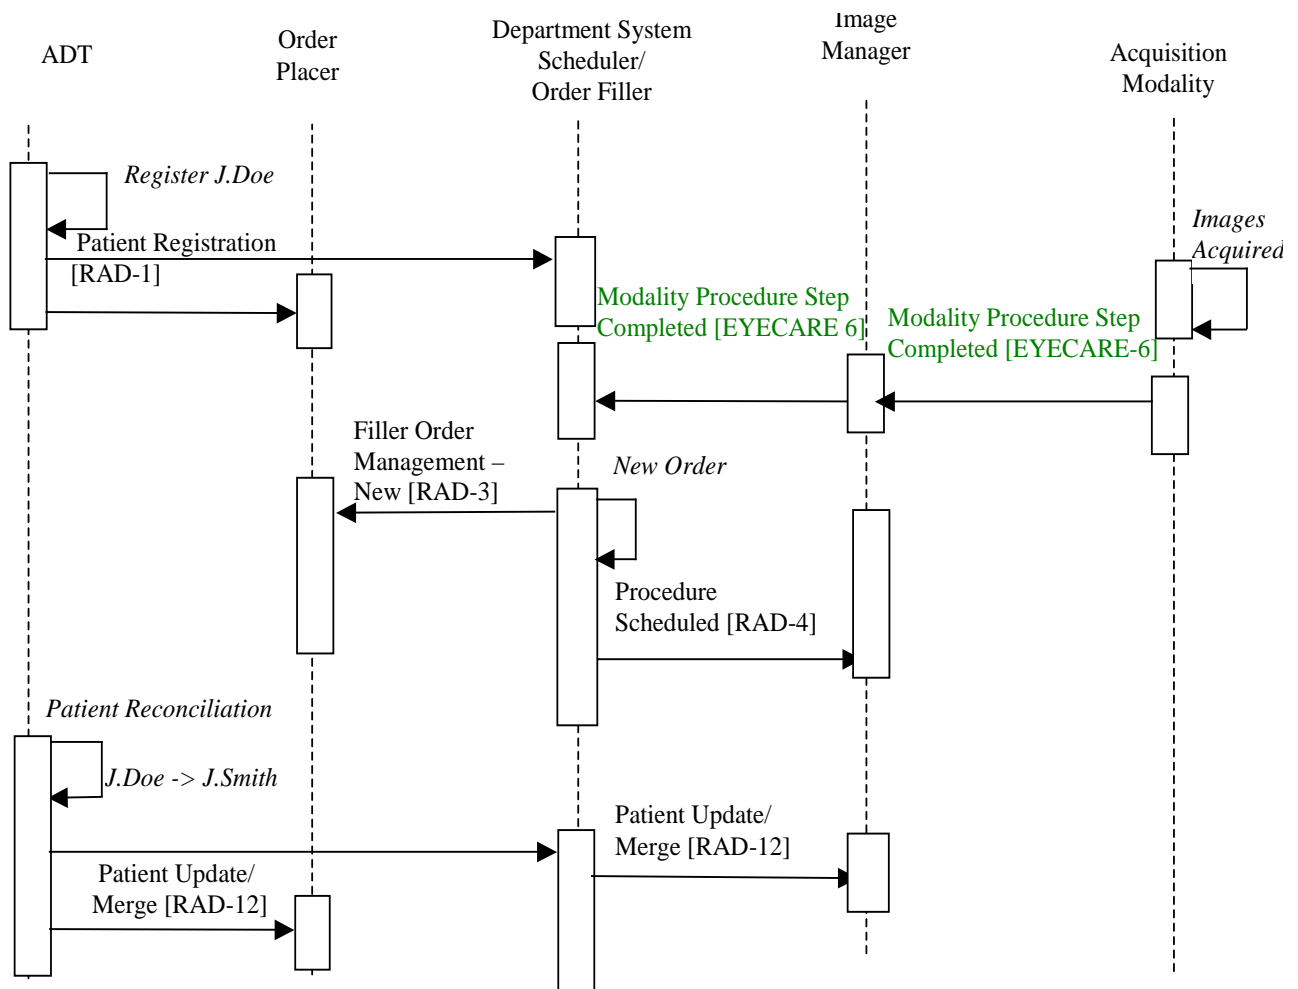 ADT
Order
Placer
Department System
Scheduler/
Order Filler
Image
Manager
Acquisition
Modality
Register J.Doe
Images
Acquired
Patient Registration
[RAD-1]
Modality Procedure Step
Completed [EYECARE 6]
Modality Procedure Step
Completed [EYECARE-6]
Filler Order
Management –
New [RAD-3]
New Order
Procedure
Scheduled [RAD-4]
Patient Reconciliation
J.Doe -> J.Smith
Patient Update/
Merge [RAD-12]
Patient Update/
Merge [RAD-12]